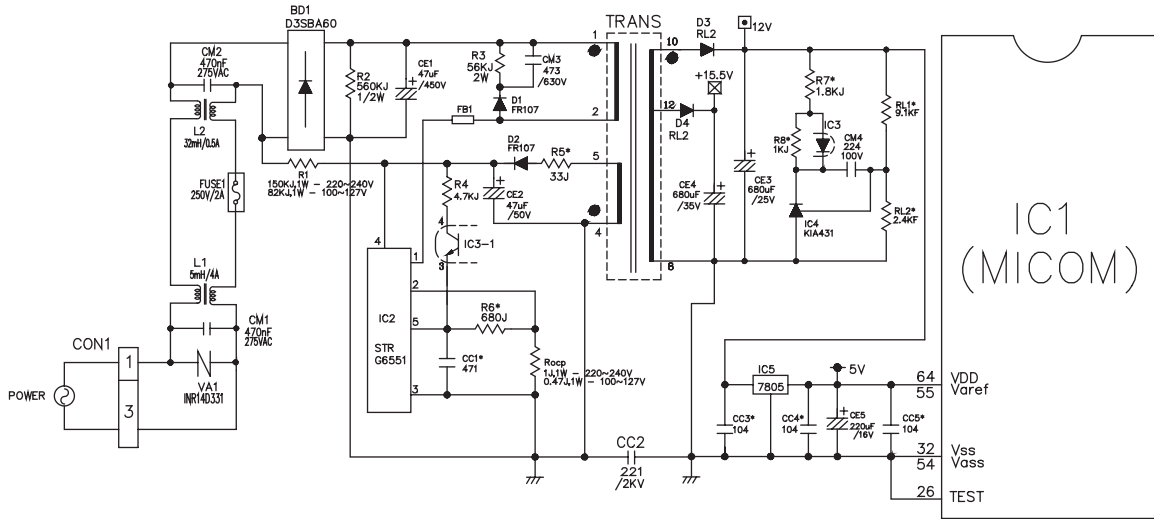 BD1
D3SBA60
CM2
470nF
275VAC
L2
32mH/0.5A
FUSE1
250V/2A
L1
5mH/4A
CM1
470nF
275VAC
CON1
1
3
POWER
VA1
INR14D331
R2
560KJ
1/2W
CE1
47uF
/450V
R3
56KJ
2W
CM3
473
/630V
D1
FR107
FB1
R1
150KJ,1W - 220~240V
82KJ,1W - 100~127V
D2
FR107
R5*
33J
R4
4.7KJ
CE2
47uF
/50V
4
IC3-1
3
4
1
2
5
3
IC2
STR
G6551
R6*
680J
CC1*
471
Rocp
1J,1W - 220~240V
0.47J,1W - 100~127V
TRANS
1
2
5
4
10
12
8
D3
RL2
12V
+15.5V
D4
RL2
CE4
680uF
/35V
CE3
680uF
/25V
R7*
1.8KJ
R8*
1KJ
IC3
CM4
224
100V
RL1*
9.1KF
RL2*
2.4KF
IC4
KIA431
CC2
221
/2KV
IC5
7805
5V
CC3*
104
CC4*
104
CE5
220uF
/16V
CC5*
104
IC1
(MICOM)
64
VDD
55
Varef
32
Vss
54
Vass
26
TEST